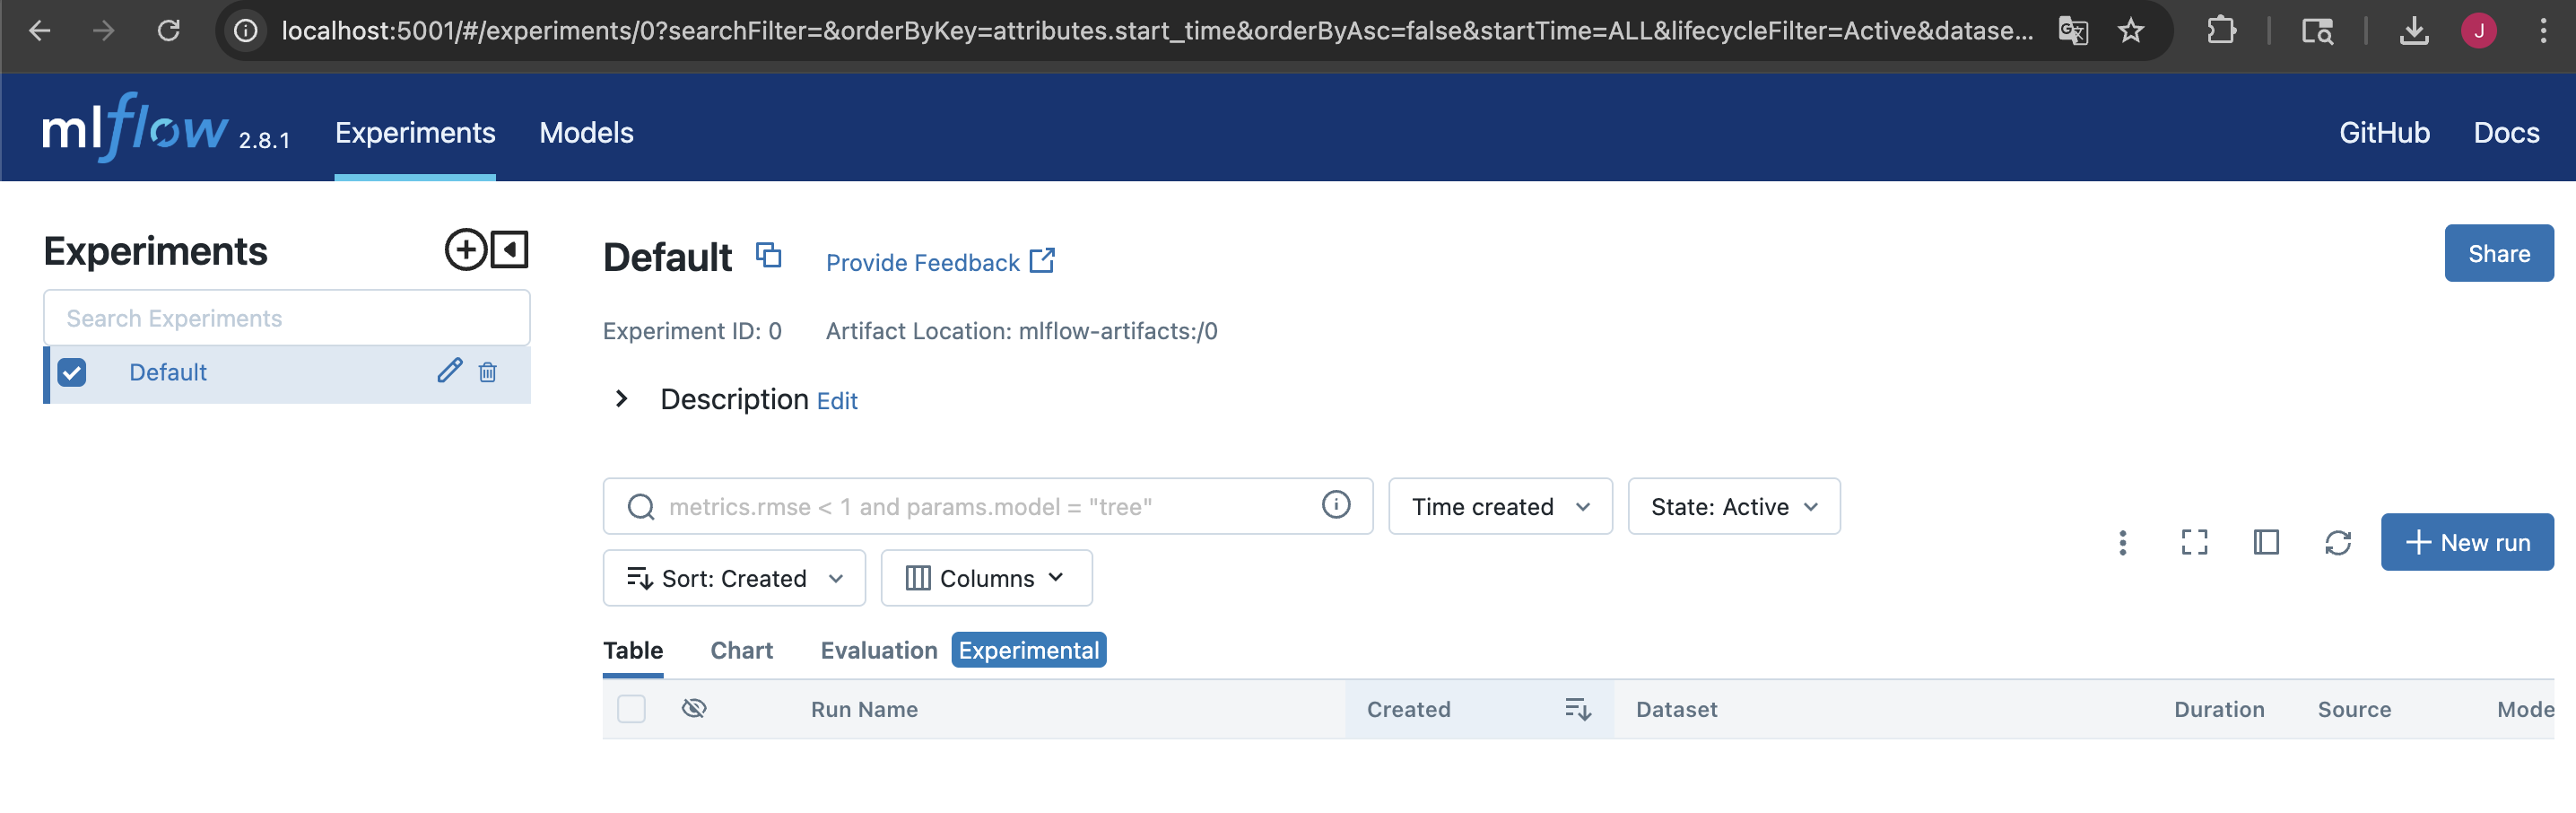 localhost:5001/#/experiments/0?searchFilter=&orderByKey=attributes.start_time&orderByAsc=false&startTime=ALL&lifecycleFilter=Active&datase...
J
mlflow 2.8.1 Experiments Models GitHub Docs
Experiments
Search Experiments
Default
Default Provide Feedback Share
Experiment ID: 0 Artifact Location: mlflow-artifacts:/0
Description Edit
metrics.rmse < 1 and params.model = "tree" Time created State: Active
New run
Sort: Created Columns
Table Chart Evaluation Experimental
Run Name Created Dataset Duration Source Mode